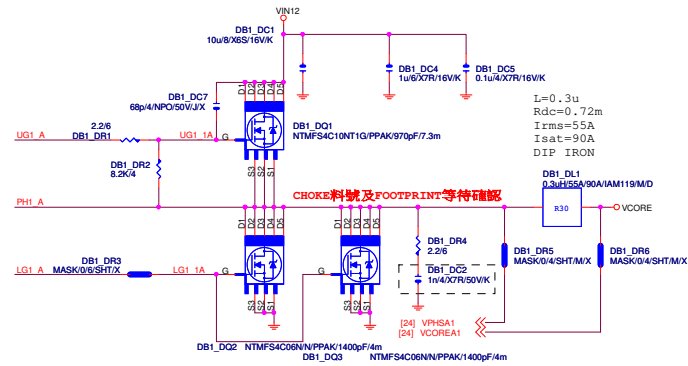 VIN12
DB1_DC1
10u/8/X6S/16V/K
DB1_DC4
1u/6/X7R/16V/K
DB1_DC5
0.1u/4/X7R/16V/K
DB1_DC7
68p/4/NPO/50V/J/X
D1
D2
D3
D4
D5
L=0.3u
Rdc=0.72m
Irms=55A
Isat=90A
DIP IRON
DB1_DQ1
NTMFS4C10NT1G/PPAK/970pF/7.3m
UG1_A
2.2/6
DB1_DR1
UG1_1A
G
DB1_DR2
8.2K/4
S3
S2
S1
DB1_DL1
0.3uH/55A/90A/IAM119/M/D
CHOKE料號及FOOTPRINT等待確認
PH1_A
R30
VCORE
D1
D2
D3
D4
D5
D1
D2
D3
D4
D5
DB1_DR4
2.2/6
DB1_DR5
MASK/0/4/SHT/M/X
DB1_DR6
MASK/0/4/SHT/M/X
DB1_DR3
MASK/0/6/SHT/X
LG1_A
LG1_1A
G
G
DB1_DC2
1n/4/X7R/50V/K
S3
S2
S1
S3
S2
S1
[24] VPHSA1
[24] VCOREA1
DB1_DQ2 NTMFS4C06N/N/PPAK/1400pF/4m
DB1_DQ3 NTMFS4C06N/N/PPAK/1400pF/4m